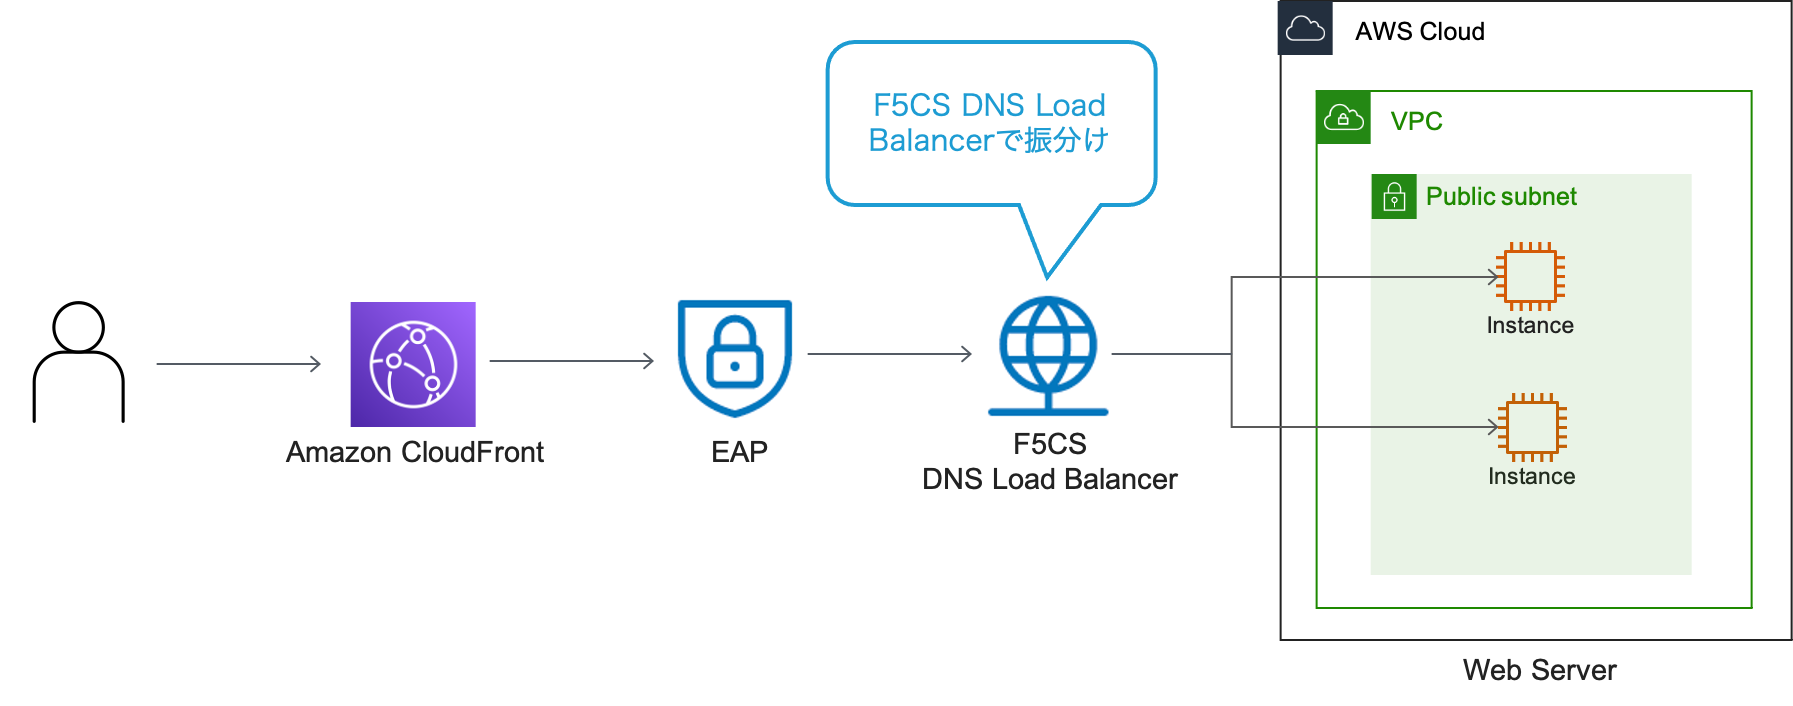 AWS Cloud
F5CS DNS Load
Balancerで振分け
VPC
Public subnet
Instance
Amazon CloudFront
EAP
F5CS
DNS Load Balancer
Instance
Web Server